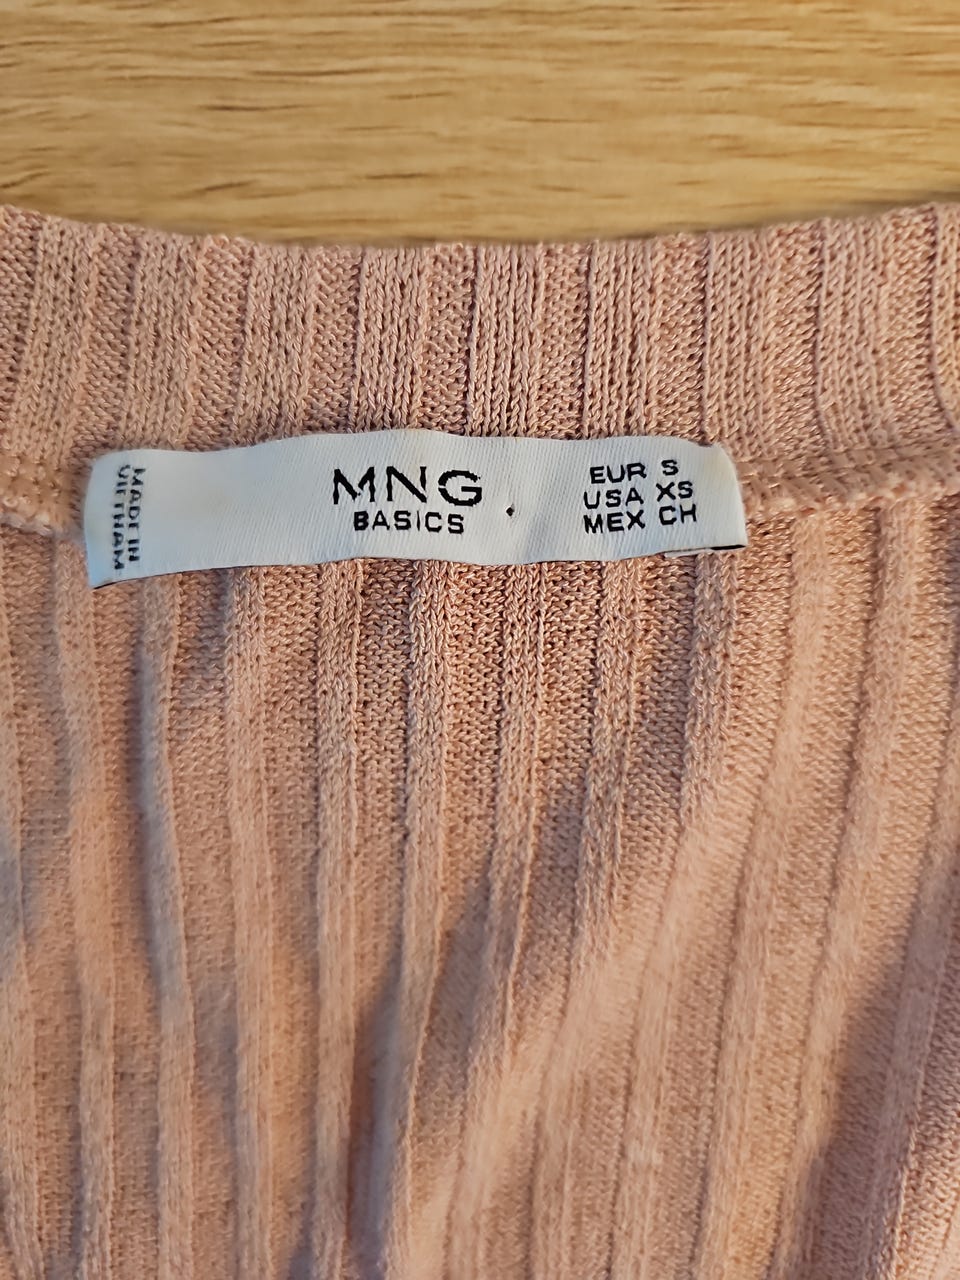 MADE IN
VIETNAM
MNG
BASICS
EUR S
USA XS
MEX CH